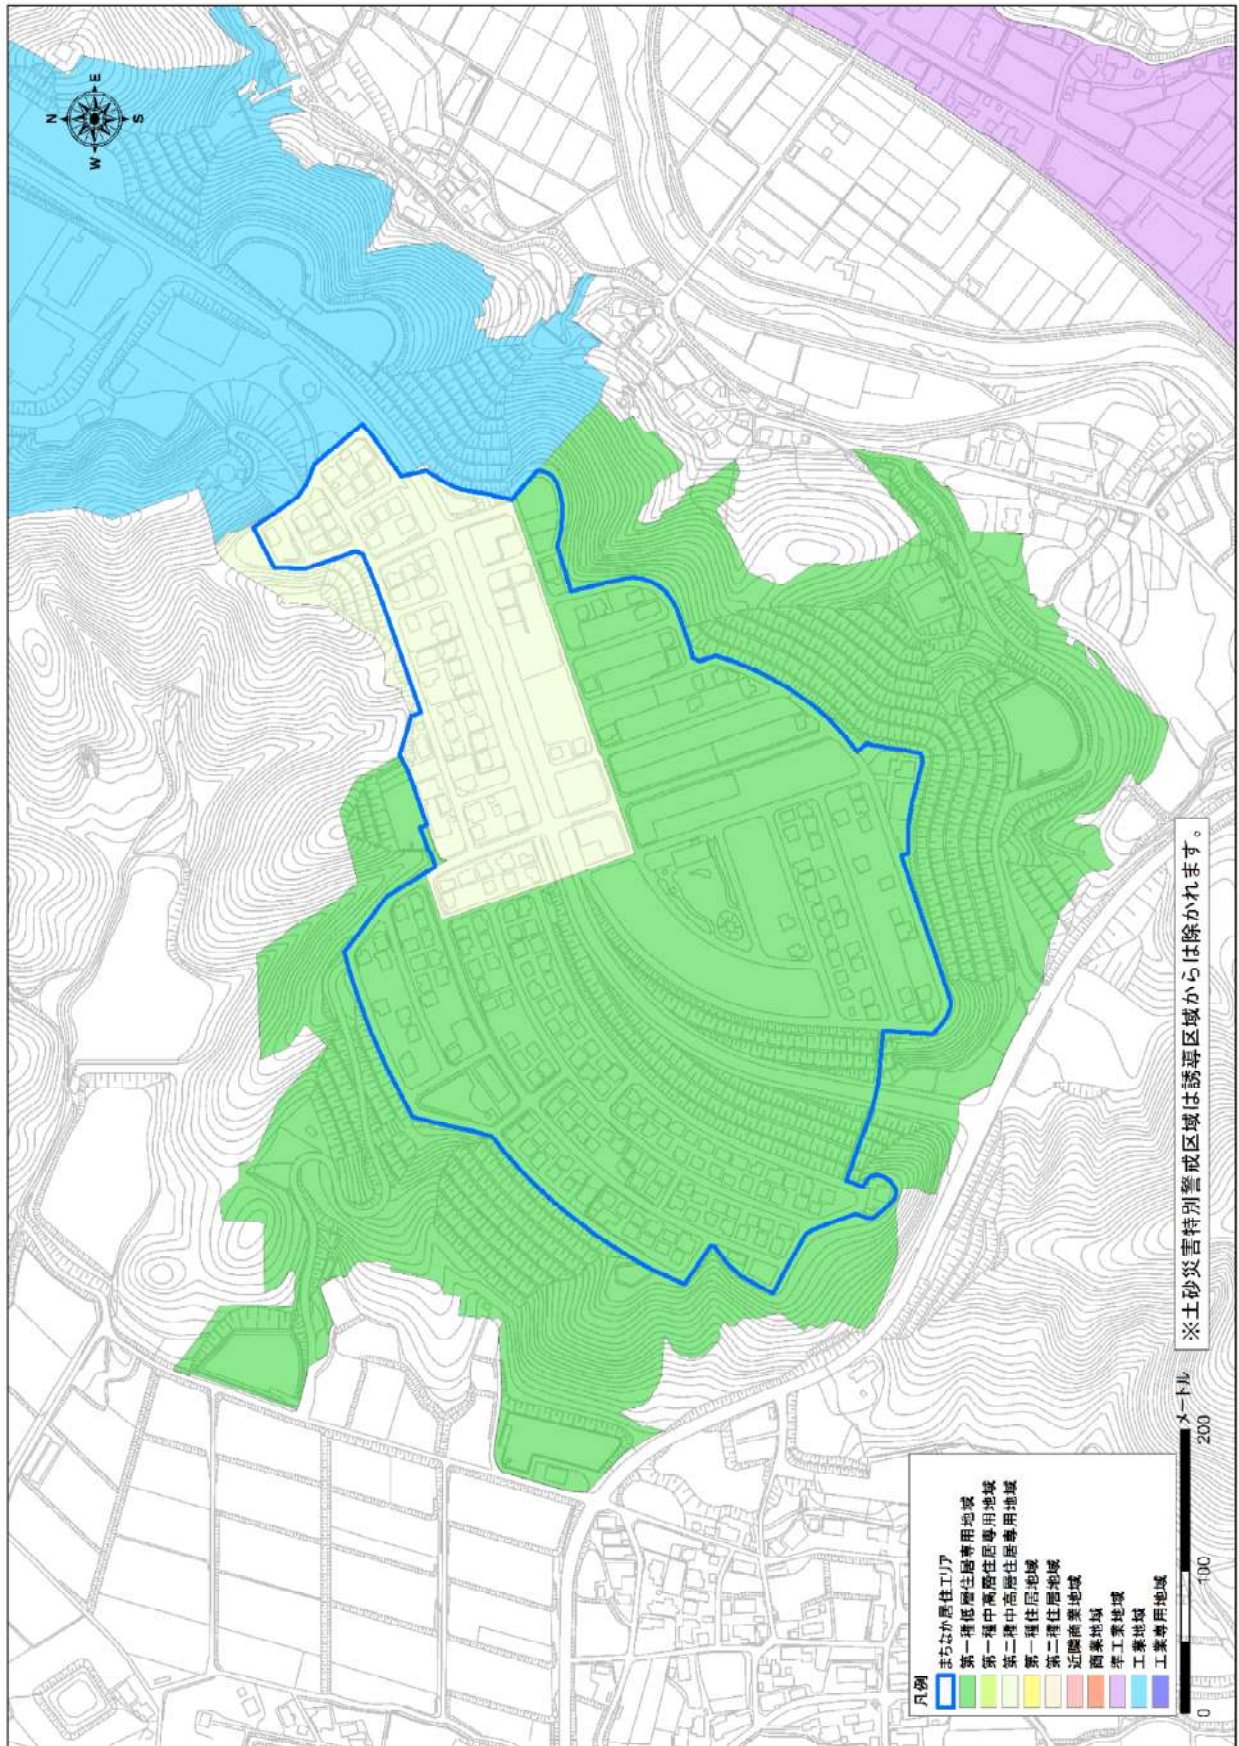 N
W
E
S
凡例
まちなか居住エリア
第一種低層住居専用地域
第一種中高層住居専用地域
第二種中高層住居専用地域
第一種住居地域
第二種住居地域
近隣商業地域
商業地域
準工業地域
工業地域
工業専用地域
0 100 200
メートル
※土砂災害特別警戒区域は誘導区域からは除かれます。